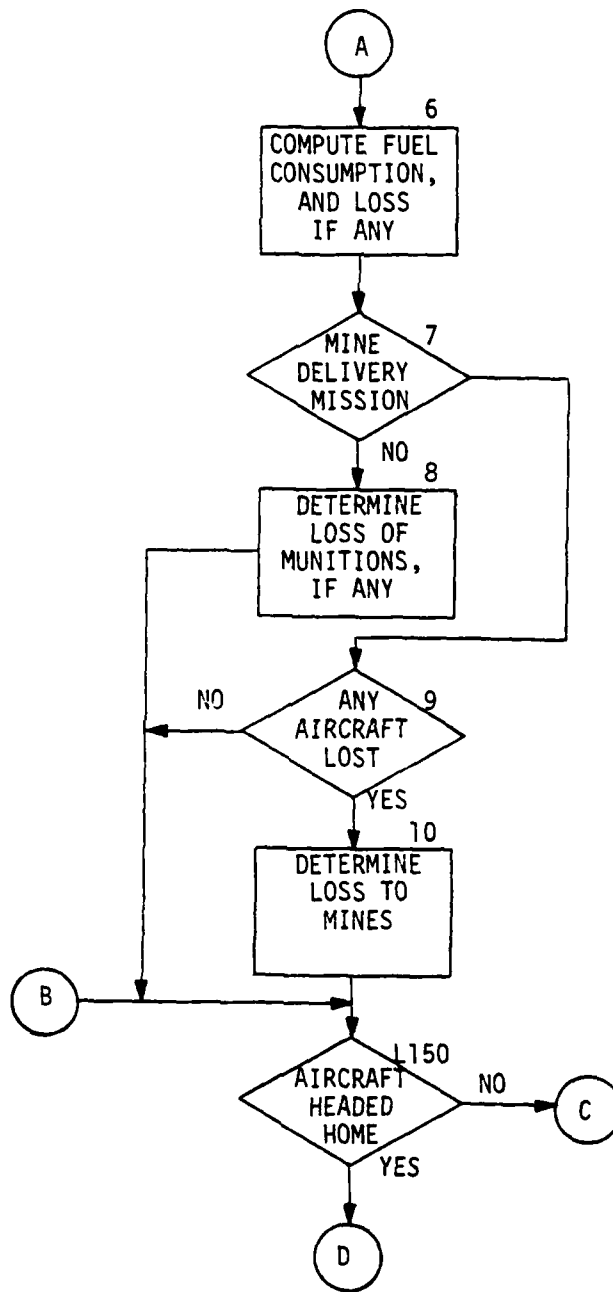 A
6
COMPUTE FUEL
CONSUMPTION,
AND LOSS
IF ANY
7
MINE
DELIVERY
MISSION
NO
8
DETERMINE
LOSS OF
MUNITIONS,
IF ANY
9
ANY
AIRCRAFT
LOST
NO
YES
10
DETERMINE
LOSS TO
MINES
B
L150
AIRCRAFT
HEADED
HOME
NO
C
YES
D